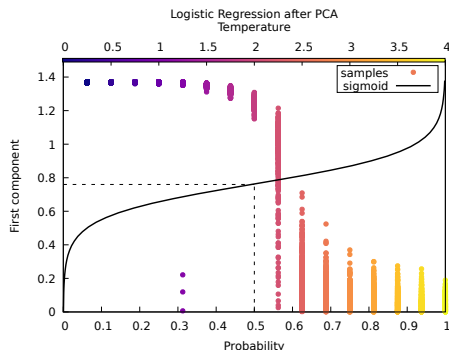 Logistic Regression after PCA
Temperature
0 0.5 1 1.5 2 2.5 3 3.5 4
samples
sigmoid
1.4
1.2
1
0.8
0.6
0.4
0.2
0
First component
0 0.1 0.2 0.3 0.4 0.5 0.6 0.7 0.8 0.9 1
Probability